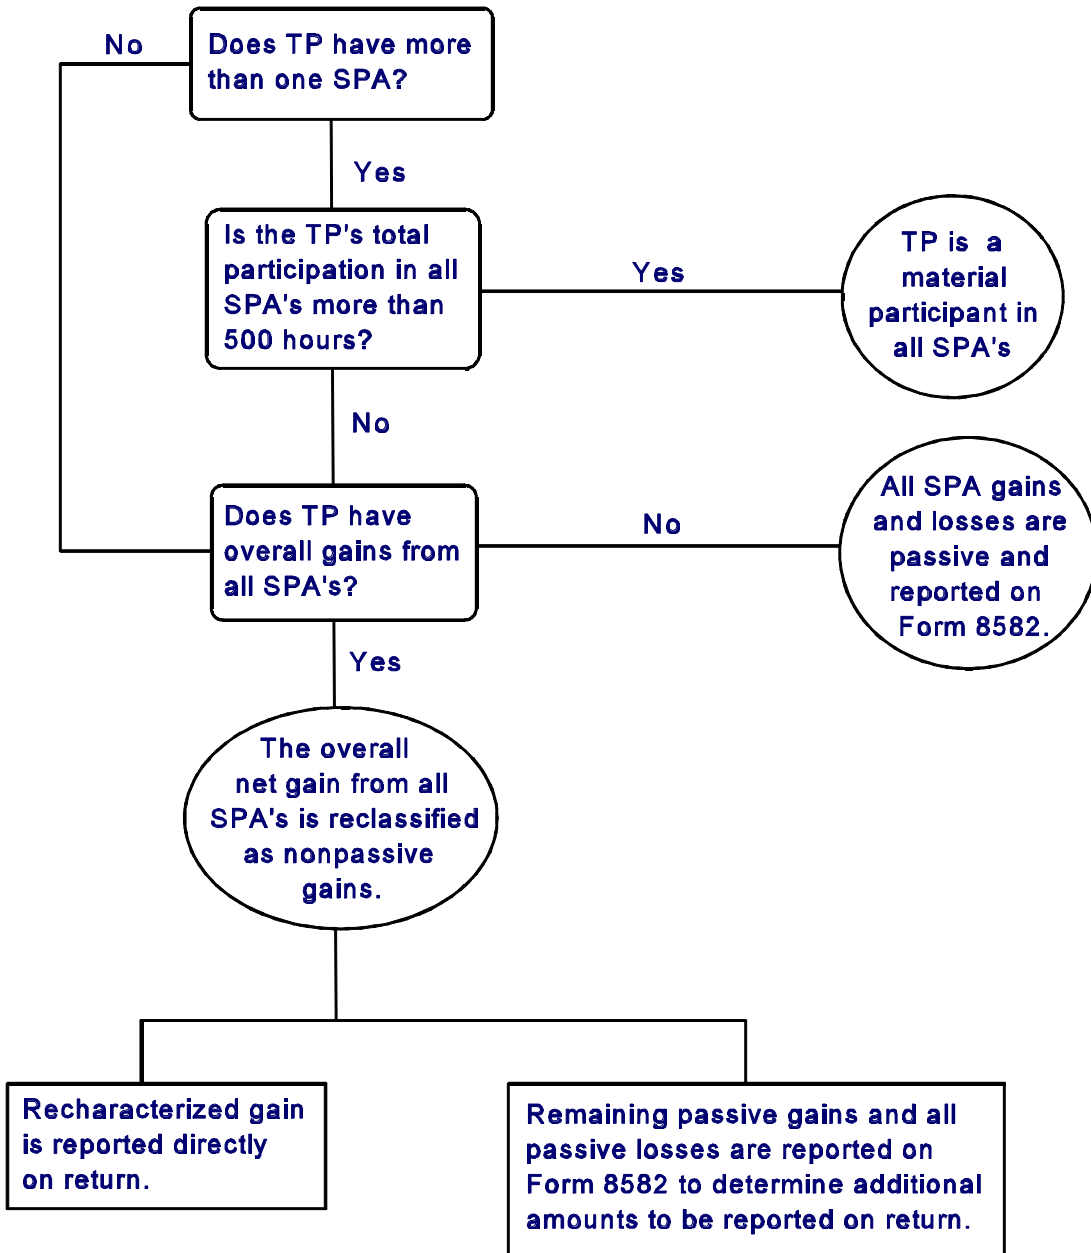 No
Does TP have more
than one SPA?
Yes
Is the TP's total
participation in all
SPA's more than
500 hours?
Yes
TP is a
material
participant in
all SPA's
No
Does TP have
overall gains from
all SPA's?
No
All SPA gains
and losses are
passive and
reported on
Form 8582.
Yes
The overall
net gain from all
SPA's is reclassified
as nonpassive
gains.
Recharacterized gain
is reported directly
on return.
Remaining passive gains and all
passive losses are reported on
Form 8582 to determine additional
amounts to be reported on return.